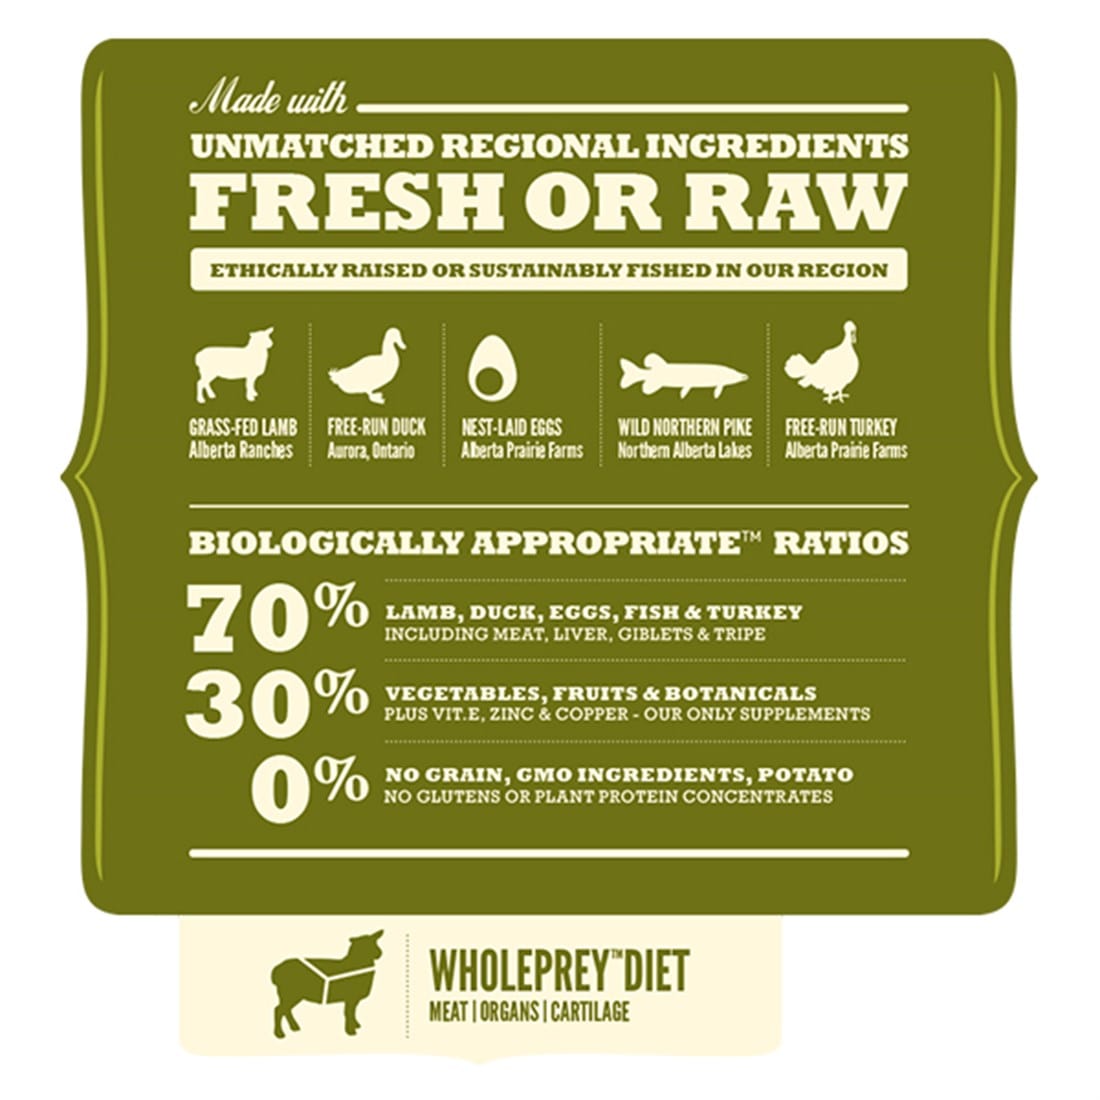 Made with
UNMATCHED REGIONAL INGREDIENTS
FRESH OR RAW
ETHICALLY RAISED OR SUSTAINABLY FISHED IN OUR REGION
GRASS-FED LAMB
Alberta Ranches
FREE-RUN DUCK
Aurora, Ontario
NEST-LAID EGGS
Alberta Prairie Farms
WILD NORTHERN PIKE
Northern Alberta Lakes
FREE-RUN TURKEY
Alberta Prairie Farms
BIOLOGICALLY APPROPRIATE™ RATIOS
70%
LAMB, DUCK, EGGS, FISH & TURKEY
INCLUDING MEAT, LIVER, GIBLETS & TRIPE
30%
VEGETABLES, FRUITS & BOTANICALS
PLUS VIT.E, ZINC & COPPER - OUR ONLY SUPPLEMENTS
0%
NO GRAIN, GMO INGREDIENTS, POTATO
NO GLUTENS OR PLANT PROTEIN CONCENTRATES
WHOLEPREY™ DIET
MEAT | ORGANS | CARTILAGE